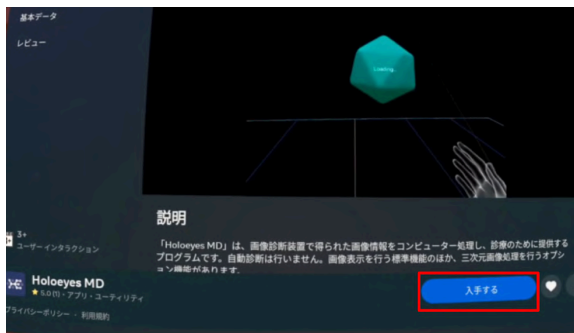 基本データ
レビュー
Loading
説明
「Holoeyes MD」は、画像診断装置で得られた画像情報をコンピューター処理し、診療のために提供する
プログラムです。自動診断は行いません。画像表示を行う標準機能のほか、三次元画像処理を行うオプシ
ョン機能があります。
3+
ユーザーインタラクション
Holoeyes MD
★ 5.0 (1)・アプリ・ユーティリティ
プライバシーポリシー ・ 利用規約
入手する